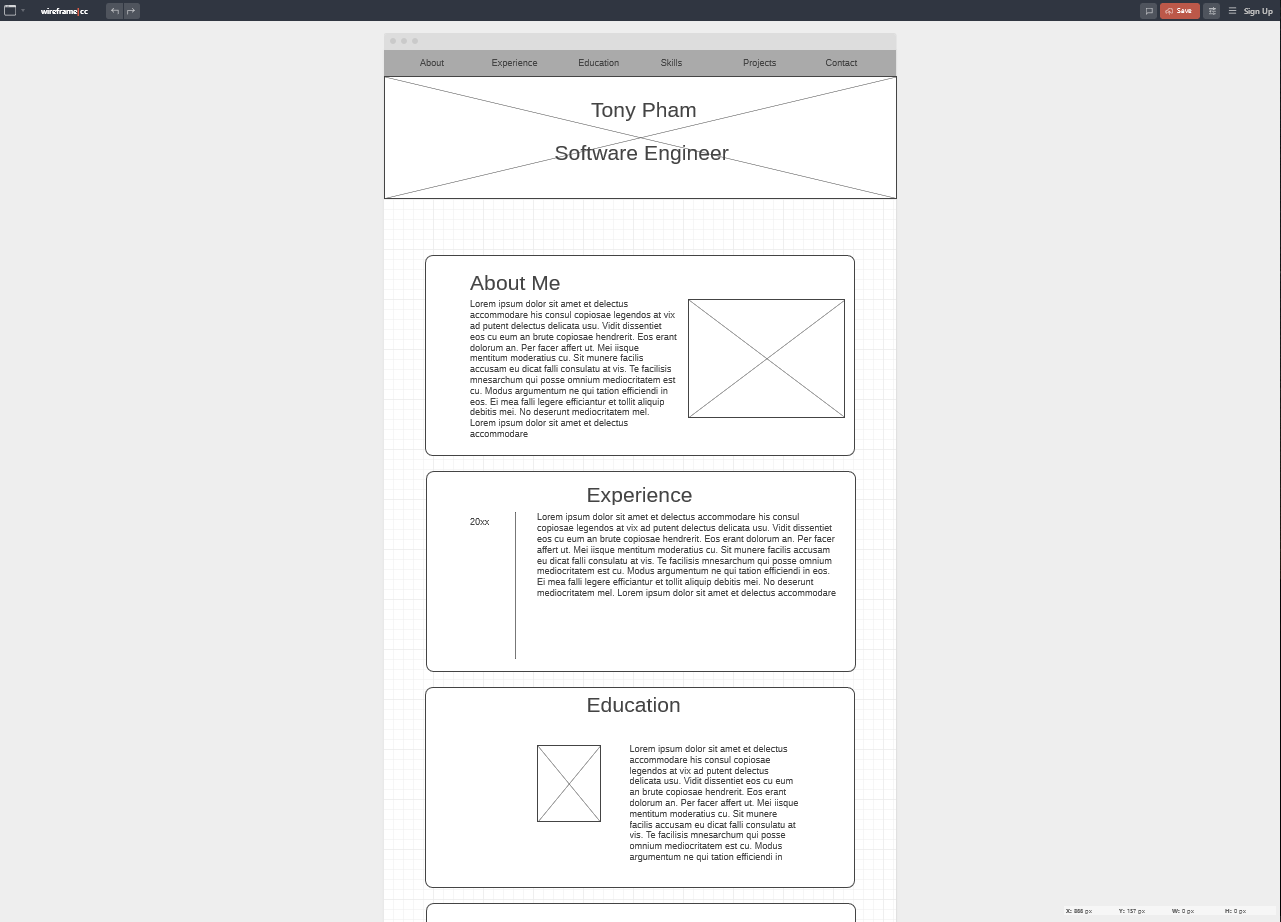 wireframe|cc
Save
Sign Up
About Experience Education Skills Projects Contact
Tony Pham
Software Engineer
About Me
Lorem ipsum dolor sit amet et delectus
accommodare his consul copiosae legendos at vix
ad putent delectus delicata usu. Vidit dissentiet
eos cu eum an brute copiosae hendrerit. Eos erant
dolorum an. Per facer affert ut. Mei iisque
mentitum moderatius cu. Sit munere facilis
accusam eu dicat falli consulatu at vis. Te facilisis
mnesarchum qui posse omnium mediocritatem est
cu. Modus argumentum ne qui tation efficiendi in
eos. Ei mea falli legere efficiantur et tollit aliquip
debitis mei. No deserunt mediocritatem mel.
Lorem ipsum dolor sit amet et delectus
accommodare
Experience
20xx
Lorem ipsum dolor sit amet et delectus accommodare his consul
copiosae legendos at vix ad putent delectus delicata usu. Vidit dissentiet
eos cu eum an brute copiosae hendrerit. Eos erant dolorum an. Per facer
affert ut. Mei iisque mentitum moderatius cu. Sit munere facilis accusam
eu dicat falli consulatu at vis. Te facilisis mnesarchum qui posse omnium
mediocritatem est cu. Modus argumentum ne qui tation efficiendi in eos.
Ei mea falli legere efficiantur et tollit aliquip debitis mei. No deserunt
mediocritatem mel. Lorem ipsum dolor sit amet et delectus accommodare
Education
Lorem ipsum dolor sit amet et delectus
accommodare his consul copiosae
legendos at vix ad putent delectus
delicata usu. Vidit dissentiet eos cu eum
an brute copiosae hendrerit. Eos erant
dolorum an. Per facer affert ut. Mei iisque
mentitum moderatius cu. Sit munere
facilis accusam eu dicat falli consulatu at
vis. Te facilisis mnesarchum qui posse
omnium mediocritatem est cu. Modus
argumentum ne qui tation efficiendi in
X: 888 px Y: 157 px W: 0 px H: 0 px